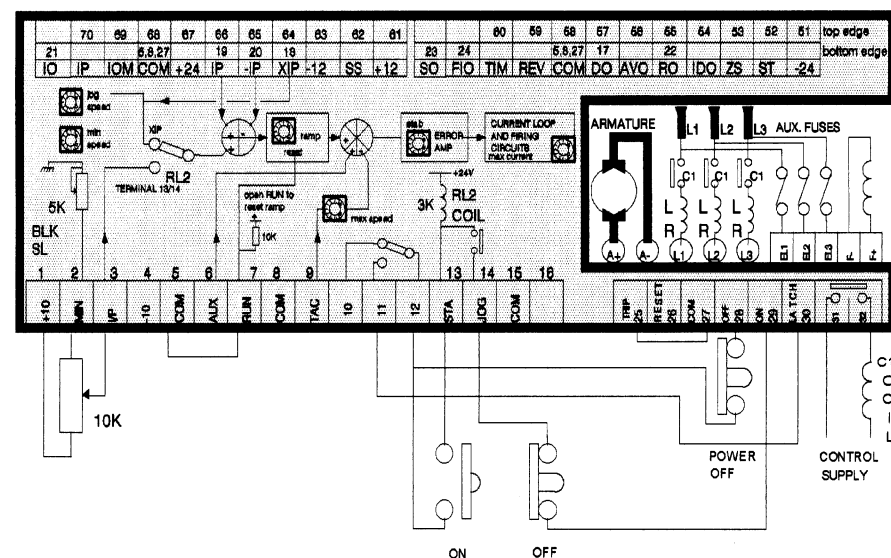 70 69 68 67 66 65 64 63 62 61 60 59 58 57 56 55 54 53 52 51 top edge
21 5,8,27 19 20 18 23 24 5,8,27 17 22 bottom edge
IO IP IOM COM +24 IP -IP XIP -12 SS +12 SO FIO TIM REV COM DO AVO RO IDO ZS ST -24
jog speed
min speed
XIP
RL2
TERMINAL 13/14
+ -
+
ramp
reset
open RUN to reset ramp
10K
5K
BLK
SL
max speed
stab
ERROR AMP
CURRENT LOOP AND FIRING CIRCUITS
max current
+24V
3K
RL2 COIL
ARMATURE
L1 L2 L3 AUX. FUSES
C1 C1 C1
L L L
R R R
A+ A- L1 L2 L3 EL1 EL2 EL3 F- F+
1 2 3 4 5 6 7 8 9 10 11 12 13 14 15 16
+10 MIN I/P -10 COM AUX RUN COM TAC STA JOG COM
TRIP 25 RESET 26 COM 27 OFF 28 ON 29 LATCH 30 S1 S2
10K
POWER OFF
CONTROL SUPPLY
C1
C
O
I
L
ON OFF